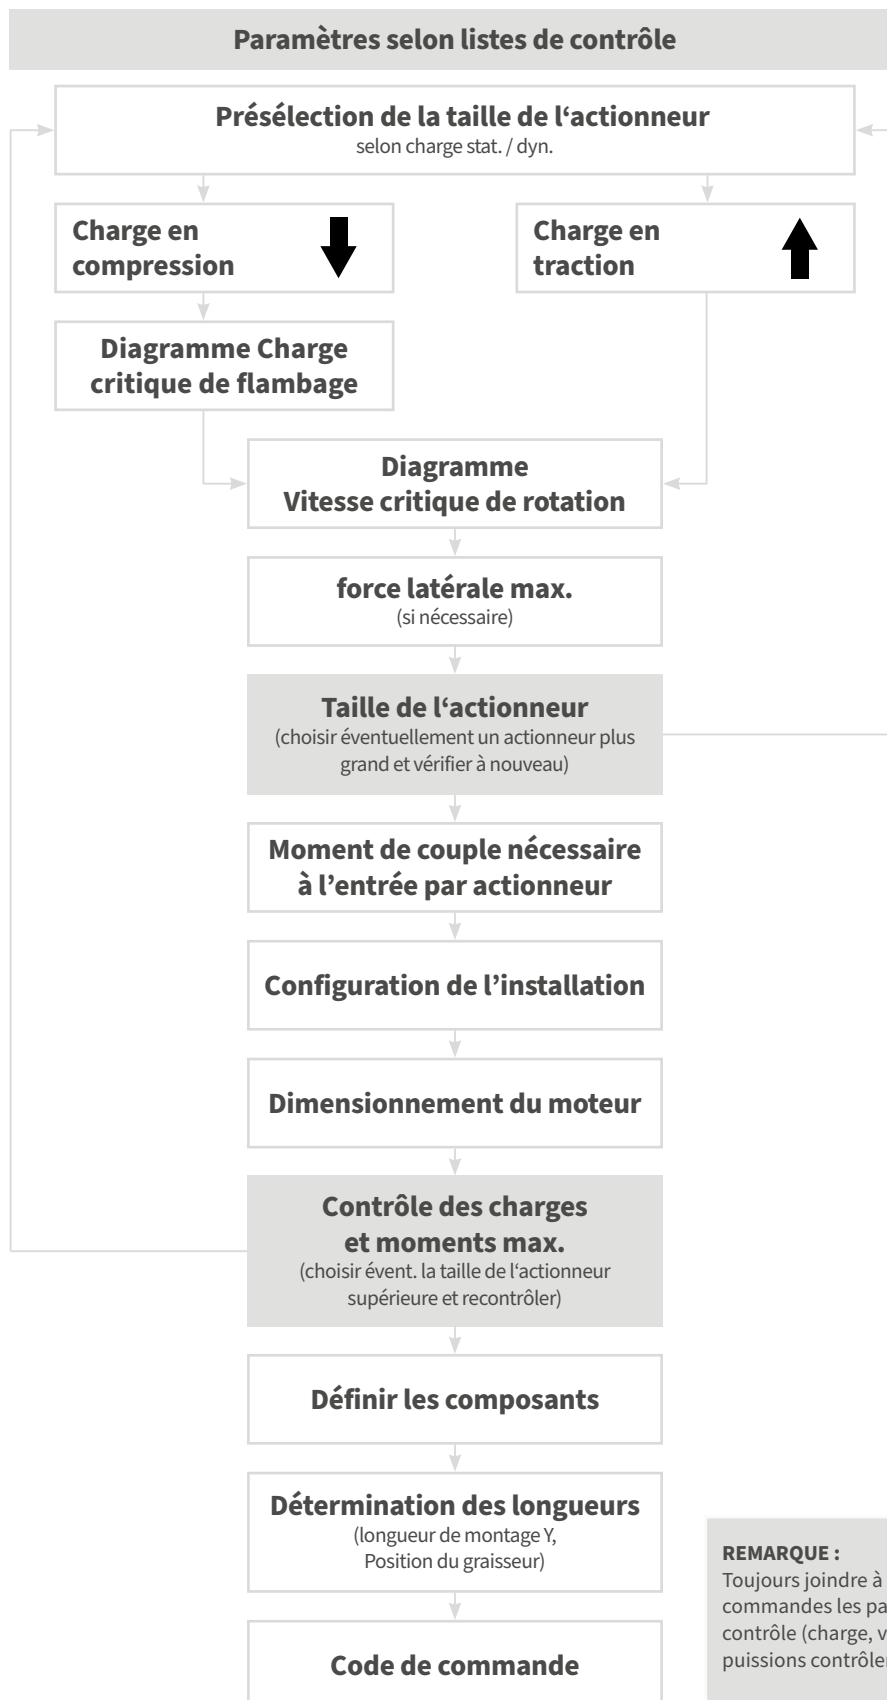 Paramètres selon listes de contrôle
Présélection de la taille de l‘actionneur
selon charge stat. / dyn.
Charge en
compression
Charge en
traction
Diagramme Charge
critique de flambage
Diagramme
Vitesse critique de rotation
force latérale max.
(si nécessaire)
Taille de l‘actionneur
(choisir éventuellement un actionneur plus
grand et vérifier à nouveau)
Moment de couple nécessaire
à l’entrée par actionneur
Configuration de l’installation
Dimensionnement du moteur
Contrôle des charges
et moments max.
(choisir évent. la taille de l‘actionneur
supérieure et recontrôler)
Définir les composants
Détermination des longueurs
(longueur de montage Y,
Position du graisseur)
Code de commande
REMARQUE :
Toujours joindre à
commandes les
contrôle (charge,
puissions